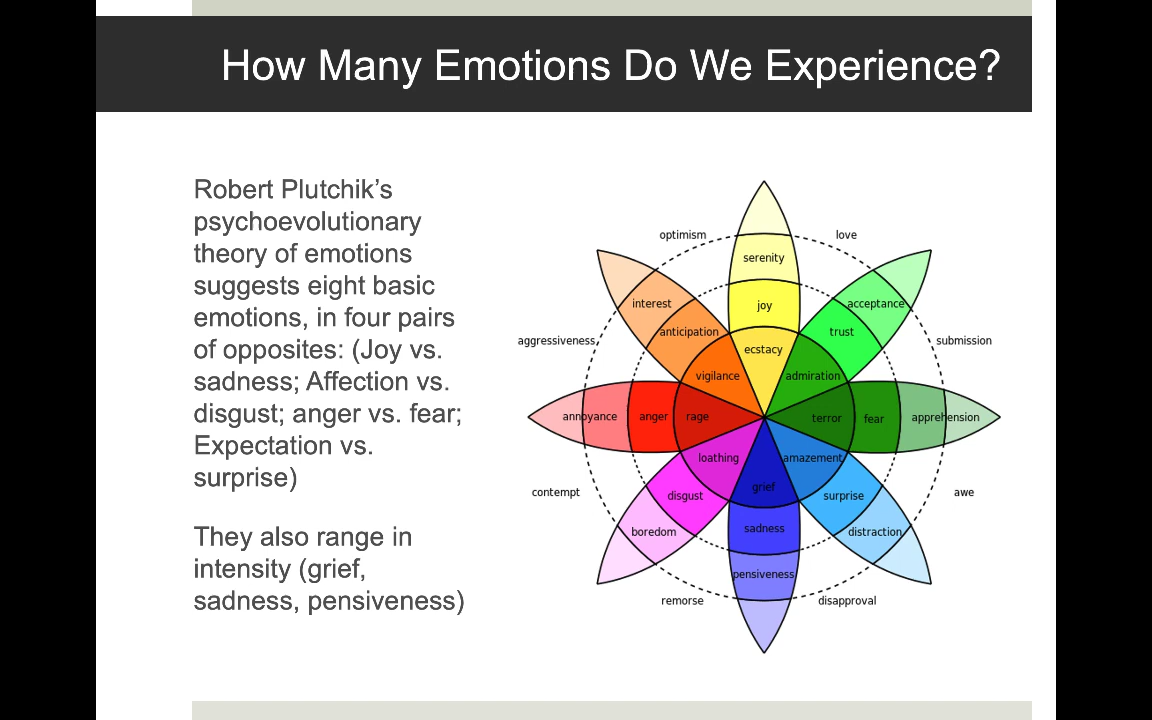 How Many Emotions Do We Experience?
Robert Plutchik’s
psychoevolutionary
theory of emotions
suggests eight basic
emotions, in four pairs
of opposites: (Joy vs.
sadness; Affection vs.
disgust; anger vs. fear;
Expectation vs.
surprise)
They also range in
intensity (grief,
sadness, pensiveness)
optimism
love
serenity
interest
acceptance
joy
anticipation
trust
aggressiveness
submission
ecstacy
vigilance
admiration
annoyance
anger
rage
terror
fear
apprehension
loathing
amazement
grief
contempt
disgust
surprise
awe
sadness
boredom
distraction
pensiveness
remorse
disapproval